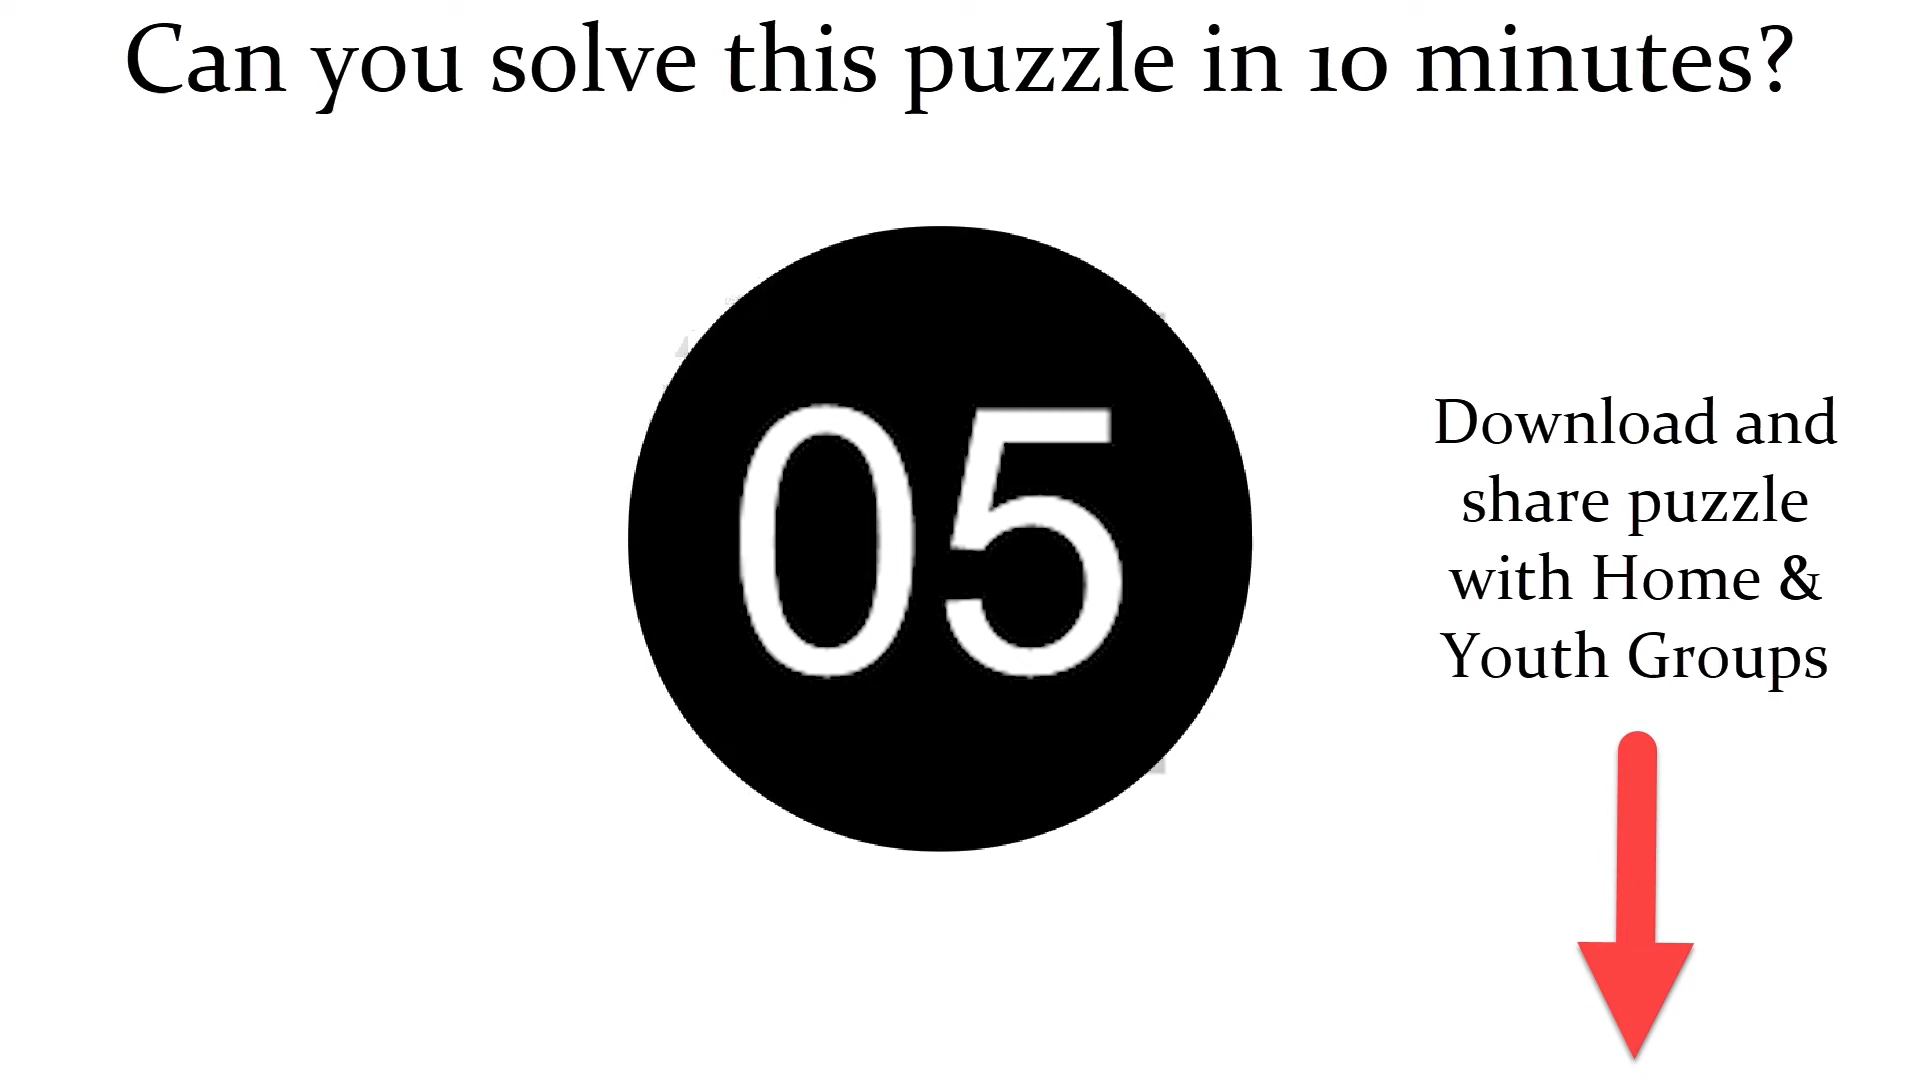 Can you solve this puzzle in 10 minutes?
05
Download and
share puzzle
with Home &
Youth Groups